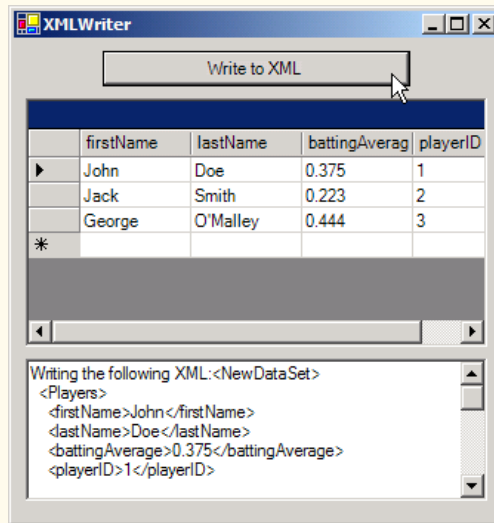 XMLWriter
Write to XML
firstName lastName battingAverag playerID
John Doe 0.375 1
Jack Smith 0.223 2
George O'Malley 0.444 3
Writing the following XML:<NewDataSet>
<Players>
<firstName>John</firstName>
<lastName>Doe</lastName>
<battingAverage>0.375</battingAverage>
<playerID>1</playerID>